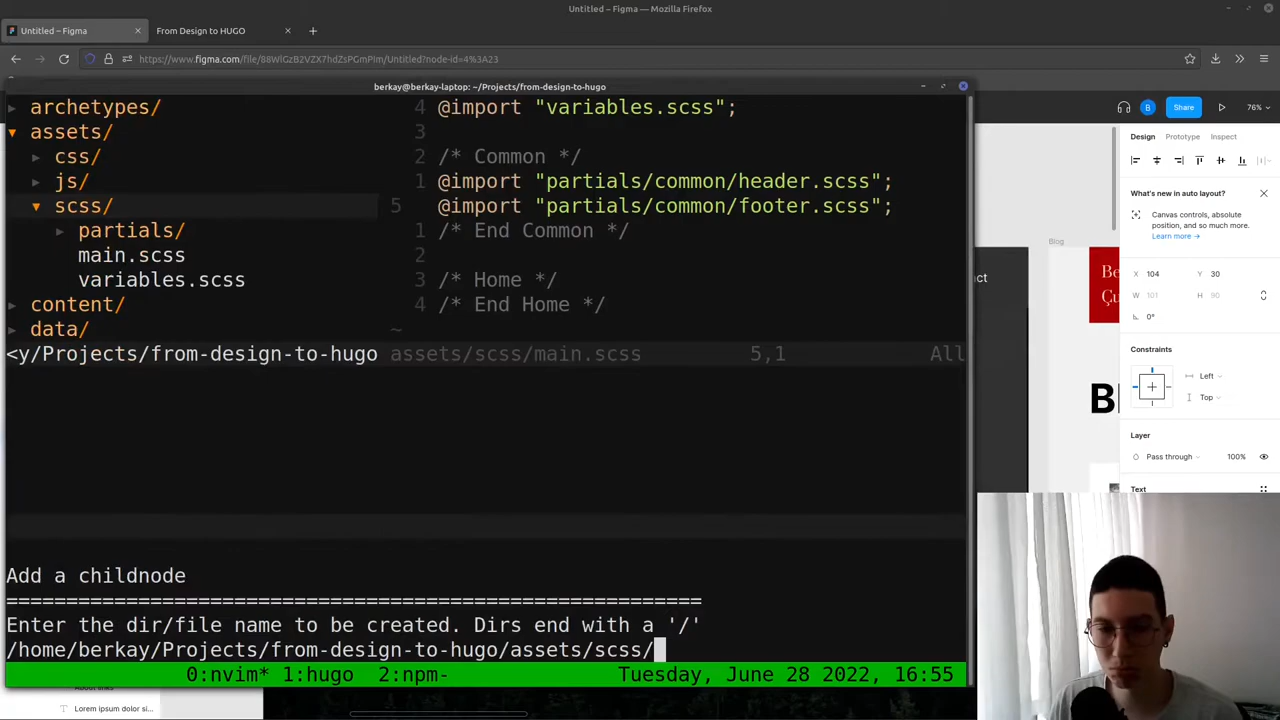 Untitled – Figma — Mozilla Firefox
Untitled – Figma
From Design to HUGO
https://www.figma.com/file/88WlGzB2VZX7hdZsPGmPIm/Untitled?node-id=4%3A23
berkay@berkay-laptop: ~/Projects/from-design-to-hugo
B
Share
76%
archetypes/
assets/
css/
js/
scss/
partials/
main.scss
variables.scss
content/
data/
4 @import "variables.scss";
3
2 /* Common */
1 @import "partials/common/header.scss";
5 @import "partials/common/footer.scss";
1 /* End Common */
2
3 /* Home */
4 /* End Home */
~
<y/Projects/from-design-to-hugo assets/scss/main.scss 5,1 All
Add a childnode
==========================================================
Enter the dir/file name to be created. Dirs end with a '/'
/home/berkay/Projects/from-design-to-hugo/assets/scss/
0:nvim* 1:hugo 2:npm- Tuesday, June 28 2022, 16:55
Lorem ipsum dolor si...
Blog
Design Prototype Inspect
What's new in auto layout?
Canvas controls, absolute
position, and so much more.
Learn more →
X 104 Y 30
W 101 H 90
0°
Constraints
Left
Top
Layer
Pass through 100%
Text